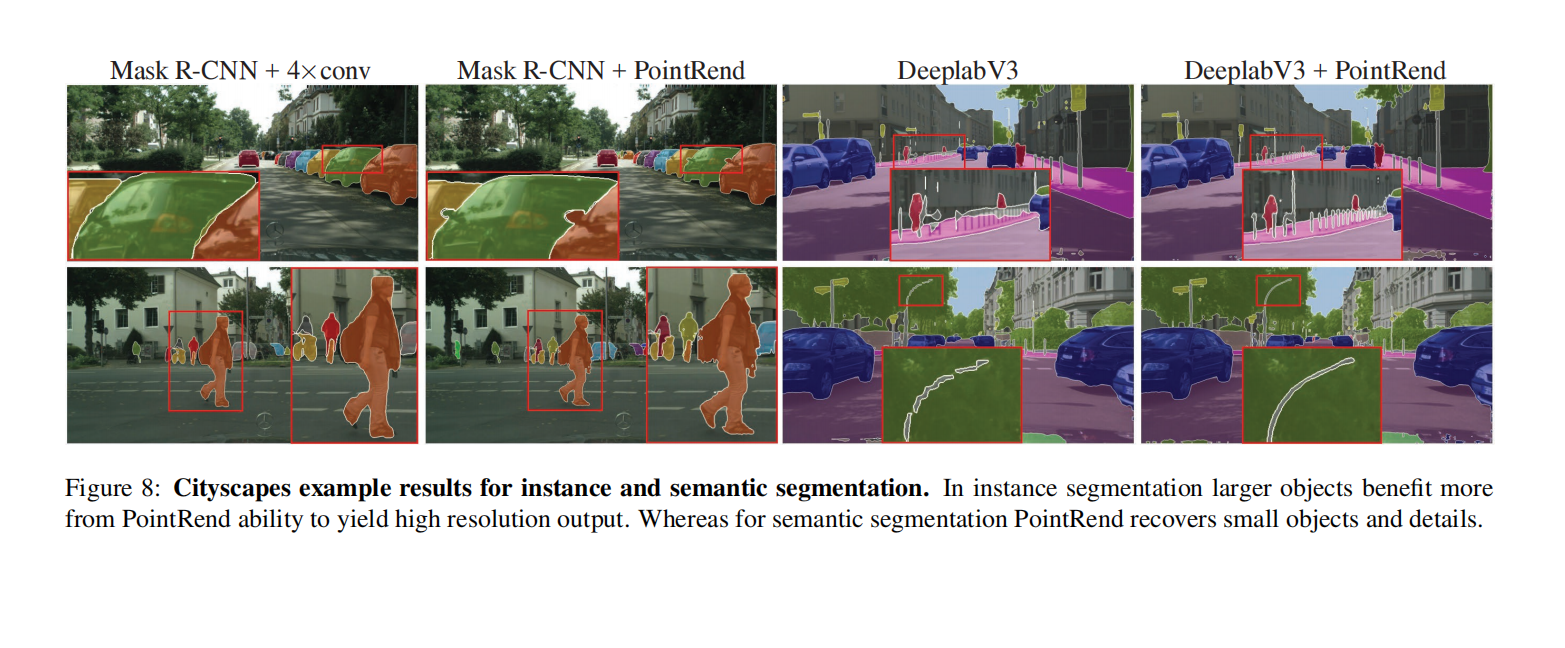 Mask R-CNN + 4×conv
Mask R-CNN + PointRend
DeeplabV3
DeeplabV3 + PointRend
Figure 8: Cityscapes example results for instance and semantic segmentation. In instance segmentation larger objects benefit more
from PointRend ability to yield high resolution output. Whereas for semantic segmentation PointRend recovers small objects and details.